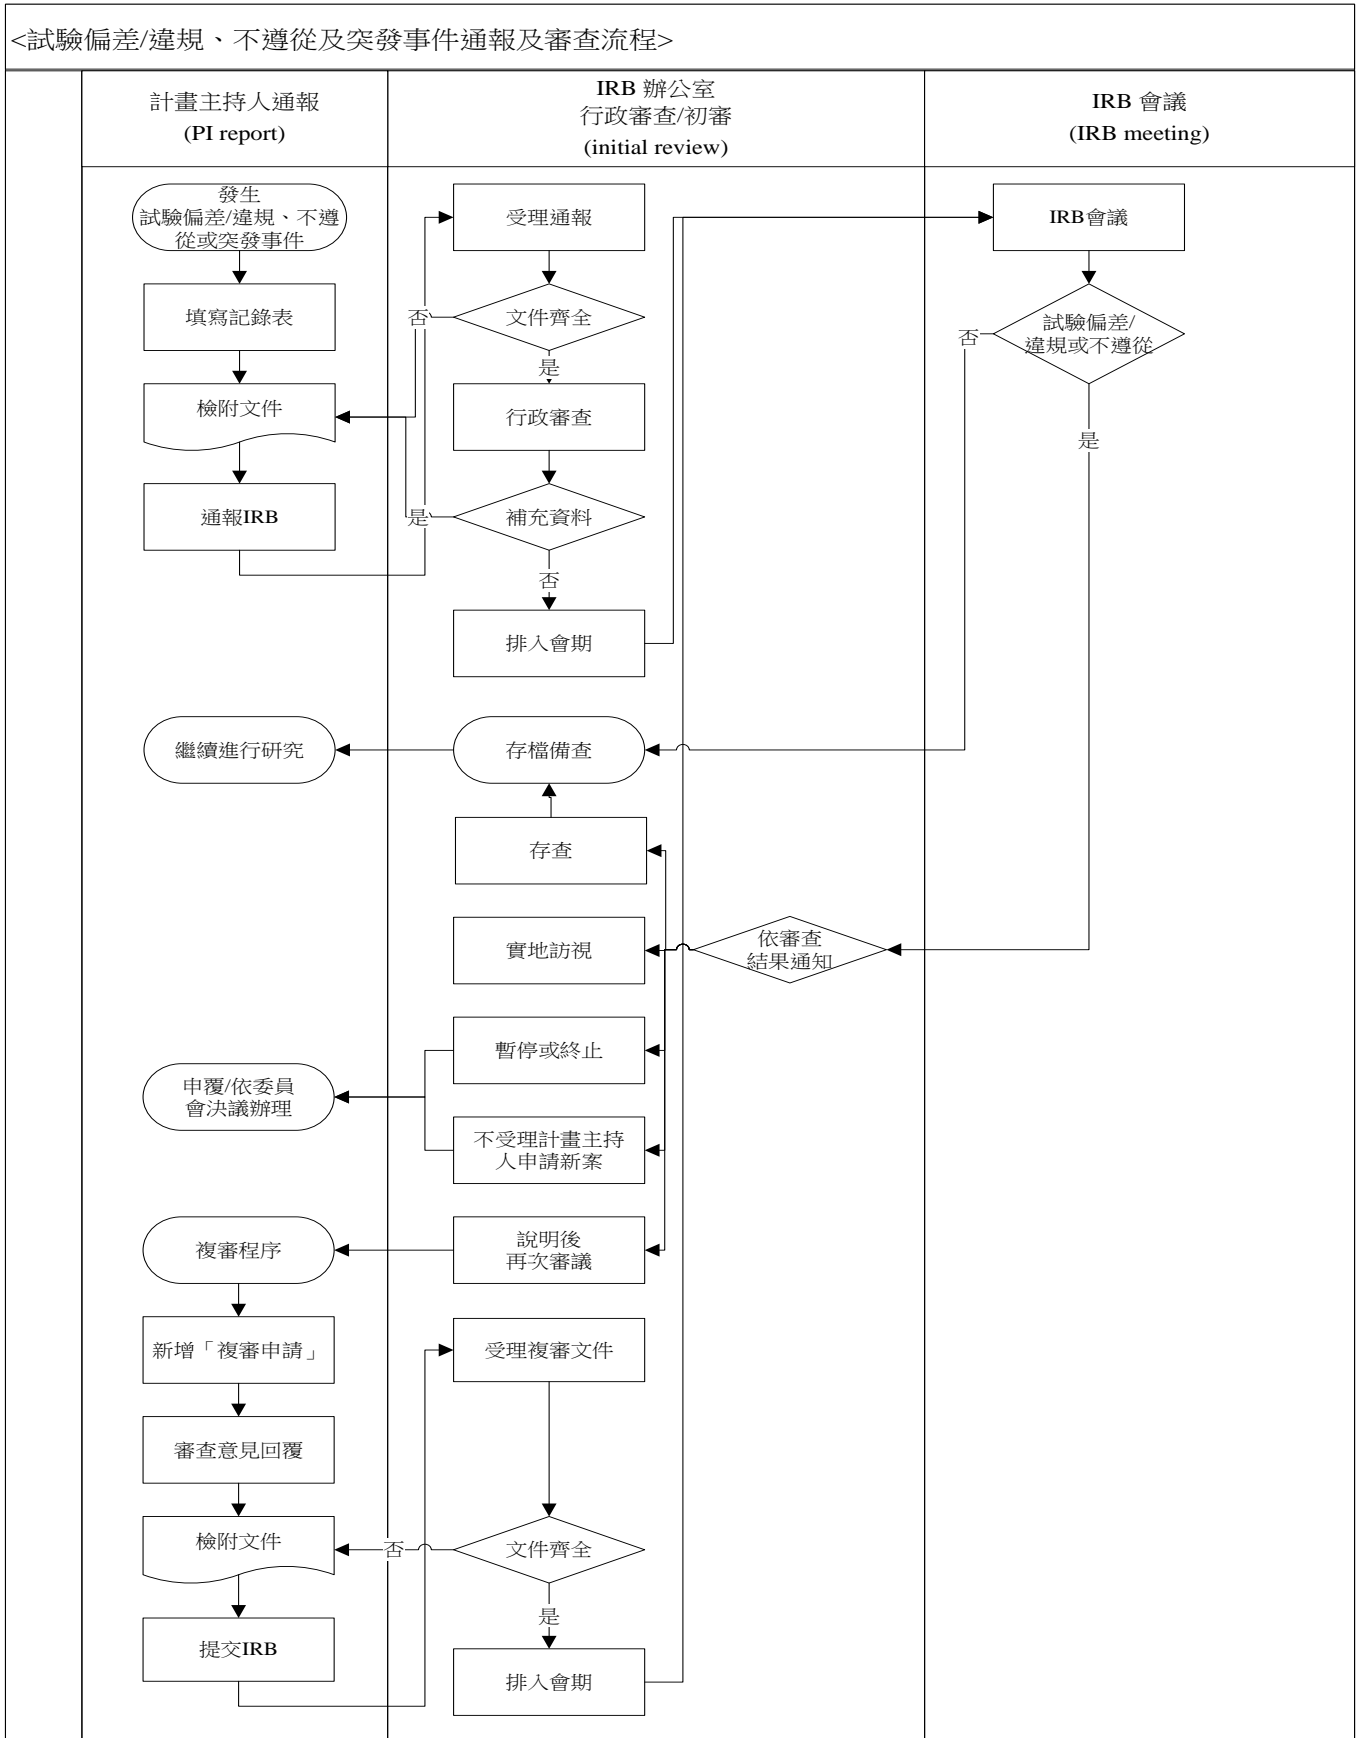 <試驗偏差/違規、不遵從及突發事件通報及審查流程>
計畫主持人通報
(PI report)
IRB 辦公室
行政審查/初審
(initial review)
IRB 會議
(IRB meeting)
發生
試驗偏差/違規、不遵
從或突發事件
受理通報
IRB會議
填寫記錄表
否
文件齊全
否
試驗偏差/
違規或不遵從
是
檢附文件
行政審查
是
通報IRB
是
補充資料
否
排入會期
繼續進行研究
存檔備查
存查
實地訪視
依審查
結果通知
暫停或終止
申覆/依委員
會決議辦理
不受理計畫主持
人申請新案
複審程序
說明後
再次審議
新增「複審申請」
受理複審文件
審查意見回覆
檢附文件
否
文件齊全
是
提交IRB
排入會期